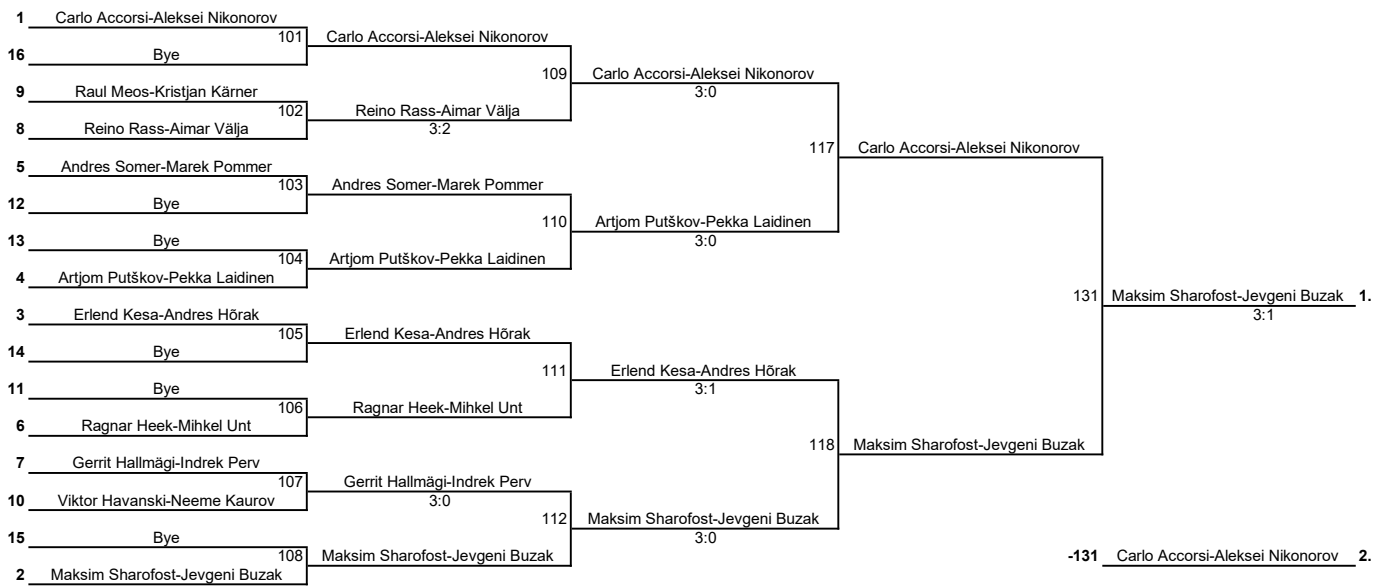 1 Carlo Accorsi-Aleksei Nikonorov
101 Carlo Accorsi-Aleksei Nikonorov
16 Bye
109 Carlo Accorsi-Aleksei Nikonorov
3:0
9 Raul Meos-Kristjan Kärner
102 Reino Rass-Aimar Välja
3:2
8 Reino Rass-Aimar Välja
117 Carlo Accorsi-Aleksei Nikonorov
5 Andres Somer-Marek Pommer
103 Andres Somer-Marek Pommer
12 Bye
110 Artjom Putškov-Pekka Laidinen
3:0
13 Bye
104 Artjom Putškov-Pekka Laidinen
4 Artjom Putškov-Pekka Laidinen
131 Maksim Sharofost-Jevgeni Buzak 1.
3:1
3 Erlend Kesa-Andres Hõrak
105 Erlend Kesa-Andres Hõrak
14 Bye
111 Erlend Kesa-Andres Hõrak
3:1
11 Bye
106 Ragnar Heek-Mihkel Unt
6 Ragnar Heek-Mihkel Unt
118 Maksim Sharofost-Jevgeni Buzak
7 Gerrit Hallmägi-Indrek Perv
107 Gerrit Hallmägi-Indrek Perv
3:0
10 Viktor Havanski-Neeme Kaurov
112 Maksim Sharofost-Jevgeni Buzak
3:0
15 Bye
108 Maksim Sharofost-Jevgeni Buzak
2 Maksim Sharofost-Jevgeni Buzak
-131 Carlo Accorsi-Aleksei Nikonorov 2.